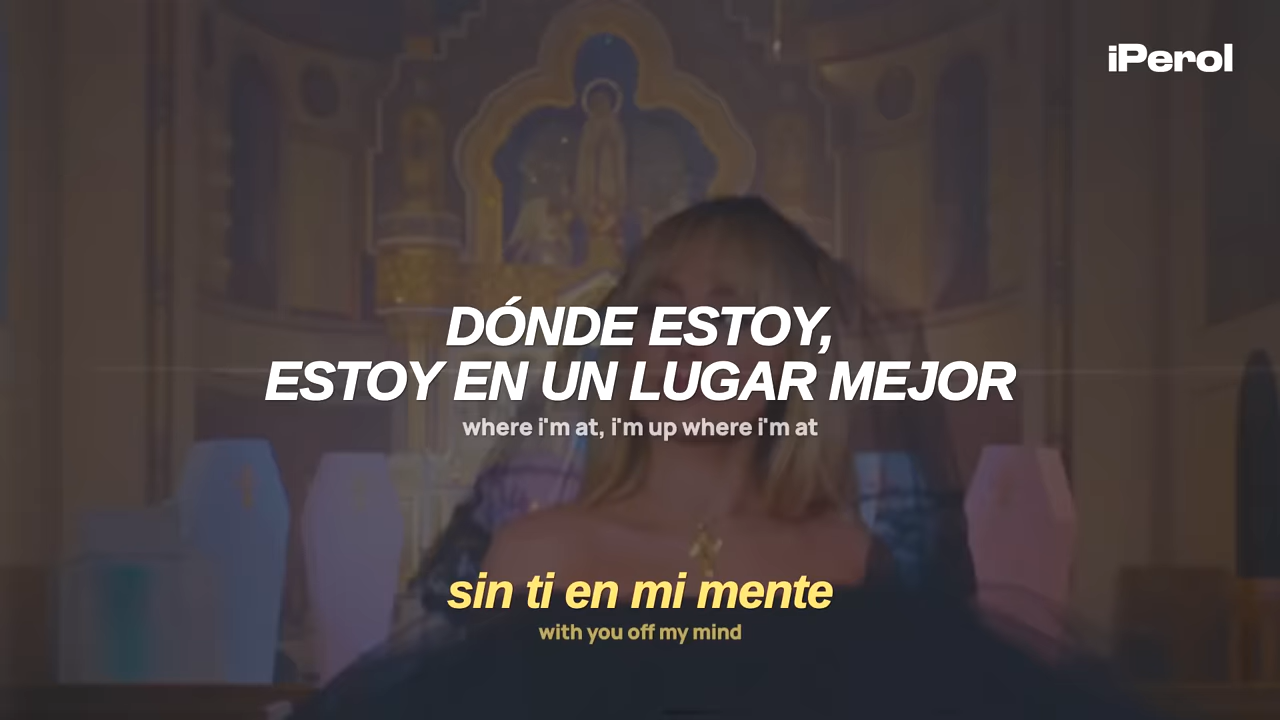 iPerol
DÓNDE ESTOY,
ESTOY EN UN LUGAR MEJOR
where i'm at, i'm up where i'm at
sin ti en mi mente
with you off my mind